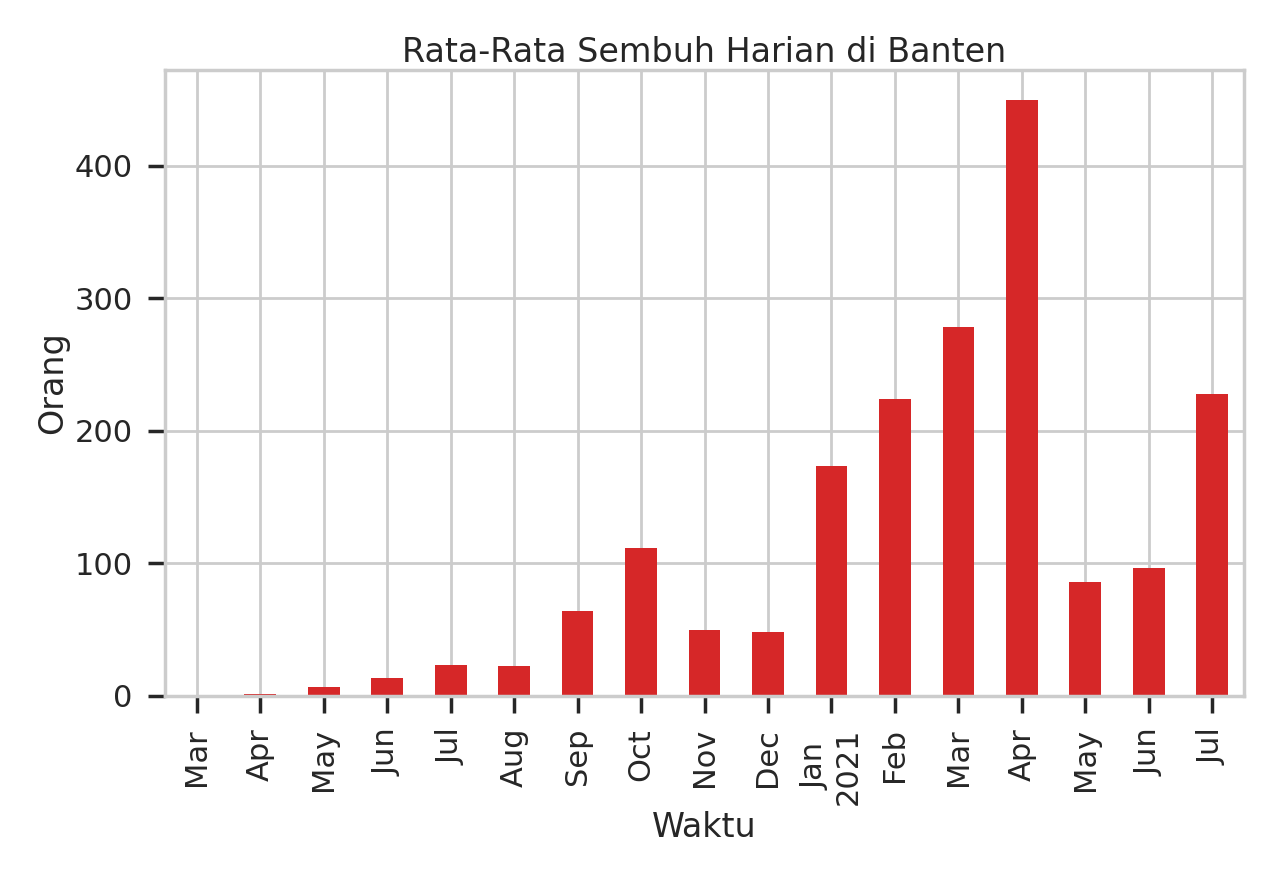 Rata-Rata Sembuh Harian di Banten
Orang
400
300
200
100
0
Mar
Apr
May
Jun
Jul
Aug
Sep
Oct
Nov
Dec
Jan
2021
Feb
Mar
Apr
May
Jun
Jul
Waktu